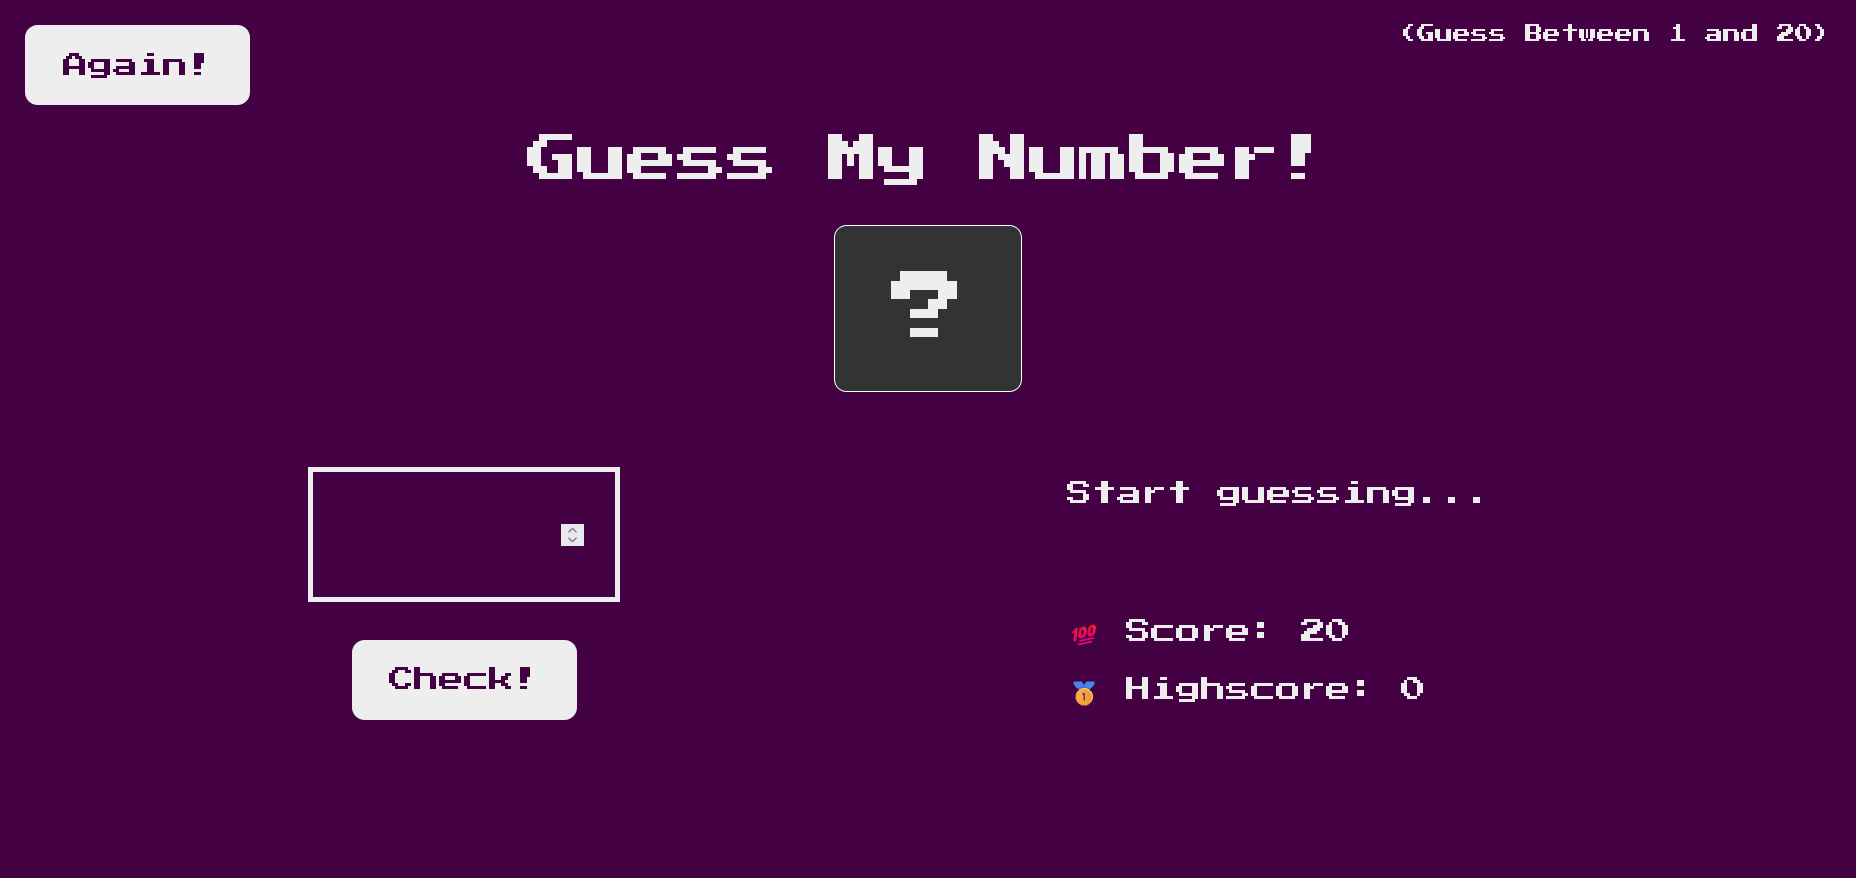 Again!
(Guess Between 1 and 20)
Guess My Number!
?
Start guessing...
💯 Score: 20
🥇 Highscore: 0
Check!